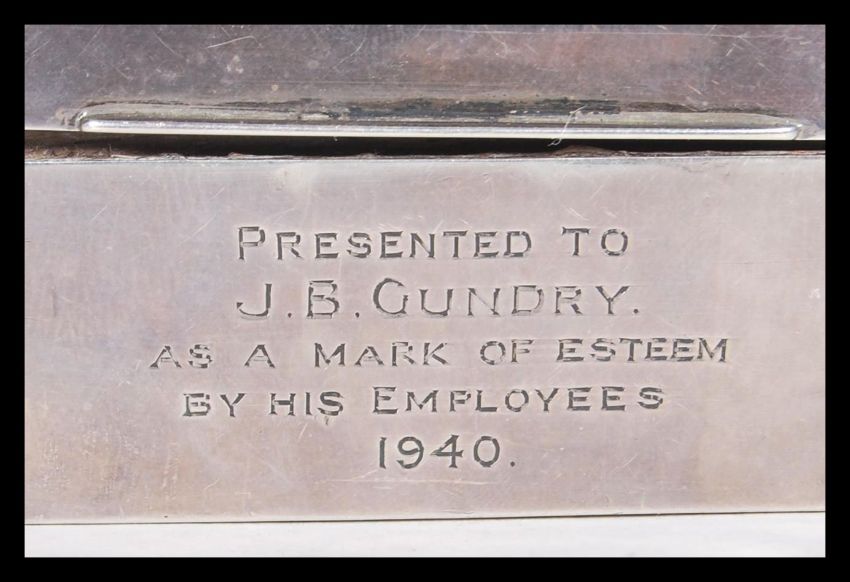 PRESENTED TO
J.B. GUNDRY.
AS A MARK OF ESTEEM
BY HIS EMPLOYEES
1940.